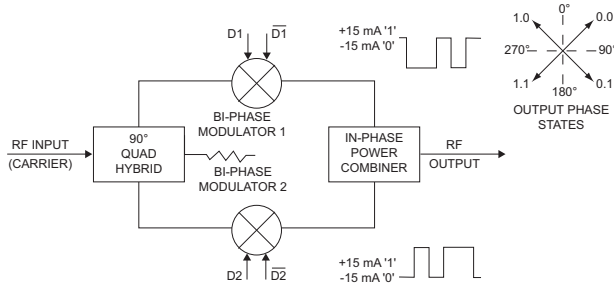 D1 D1
+15 mA '1'
-15 mA '0'
1.0 0° 0.0
270° 90°
1.1 180° 0.1
OUTPUT PHASE
STATES
BI-PHASE
MODULATOR 1
RF INPUT
(CARRIER)
90°
QUAD
HYBRID
BI-PHASE
MODULATOR 2
IN-PHASE
POWER
COMBINER
RF
OUTPUT
D2 D2
+15 mA '1'
-15 mA '0'